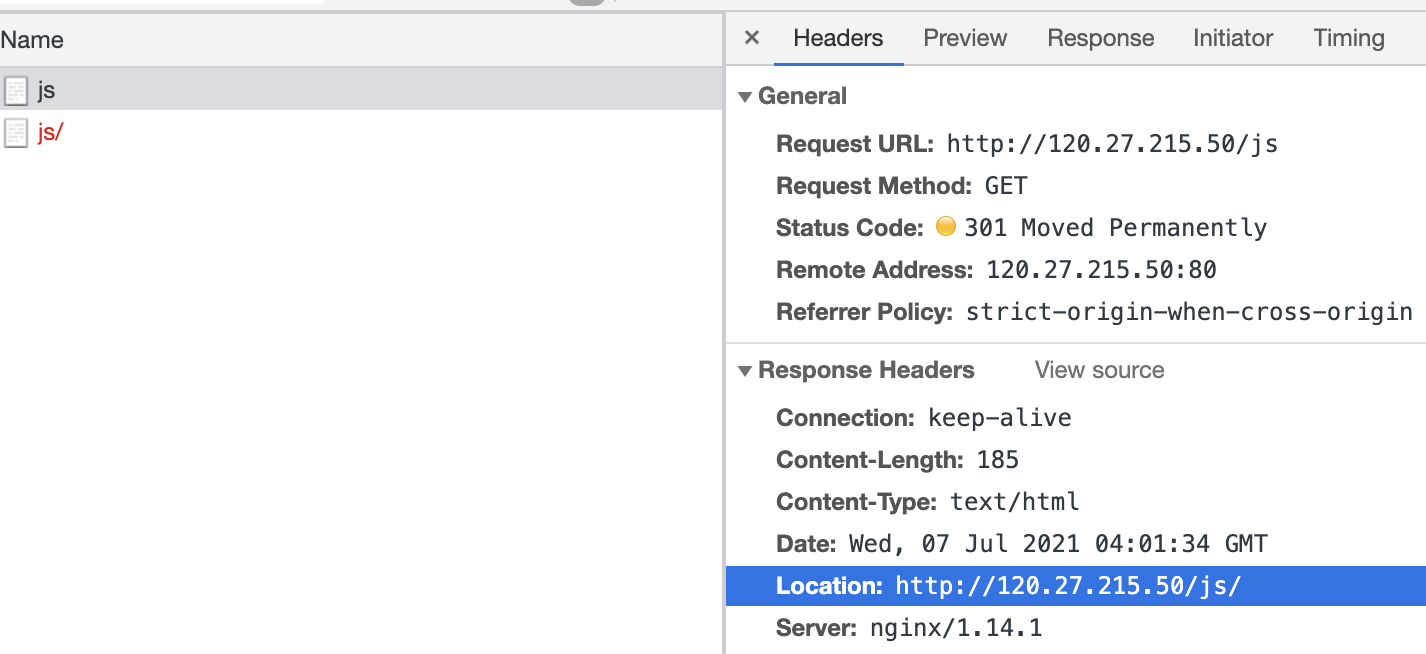 Name
js
js/
× Headers Preview Response Initiator Timing
General
Request URL: http://120.27.215.50/js
Request Method: GET
Status Code: 301 Moved Permanently
Remote Address: 120.27.215.50:80
Referrer Policy: strict-origin-when-cross-origin
Response Headers View source
Connection: keep-alive
Content-Length: 185
Content-Type: text/html
Date: Wed, 07 Jul 2021 04:01:34 GMT
Location: http://120.27.215.50/js/
Server: nginx/1.14.1